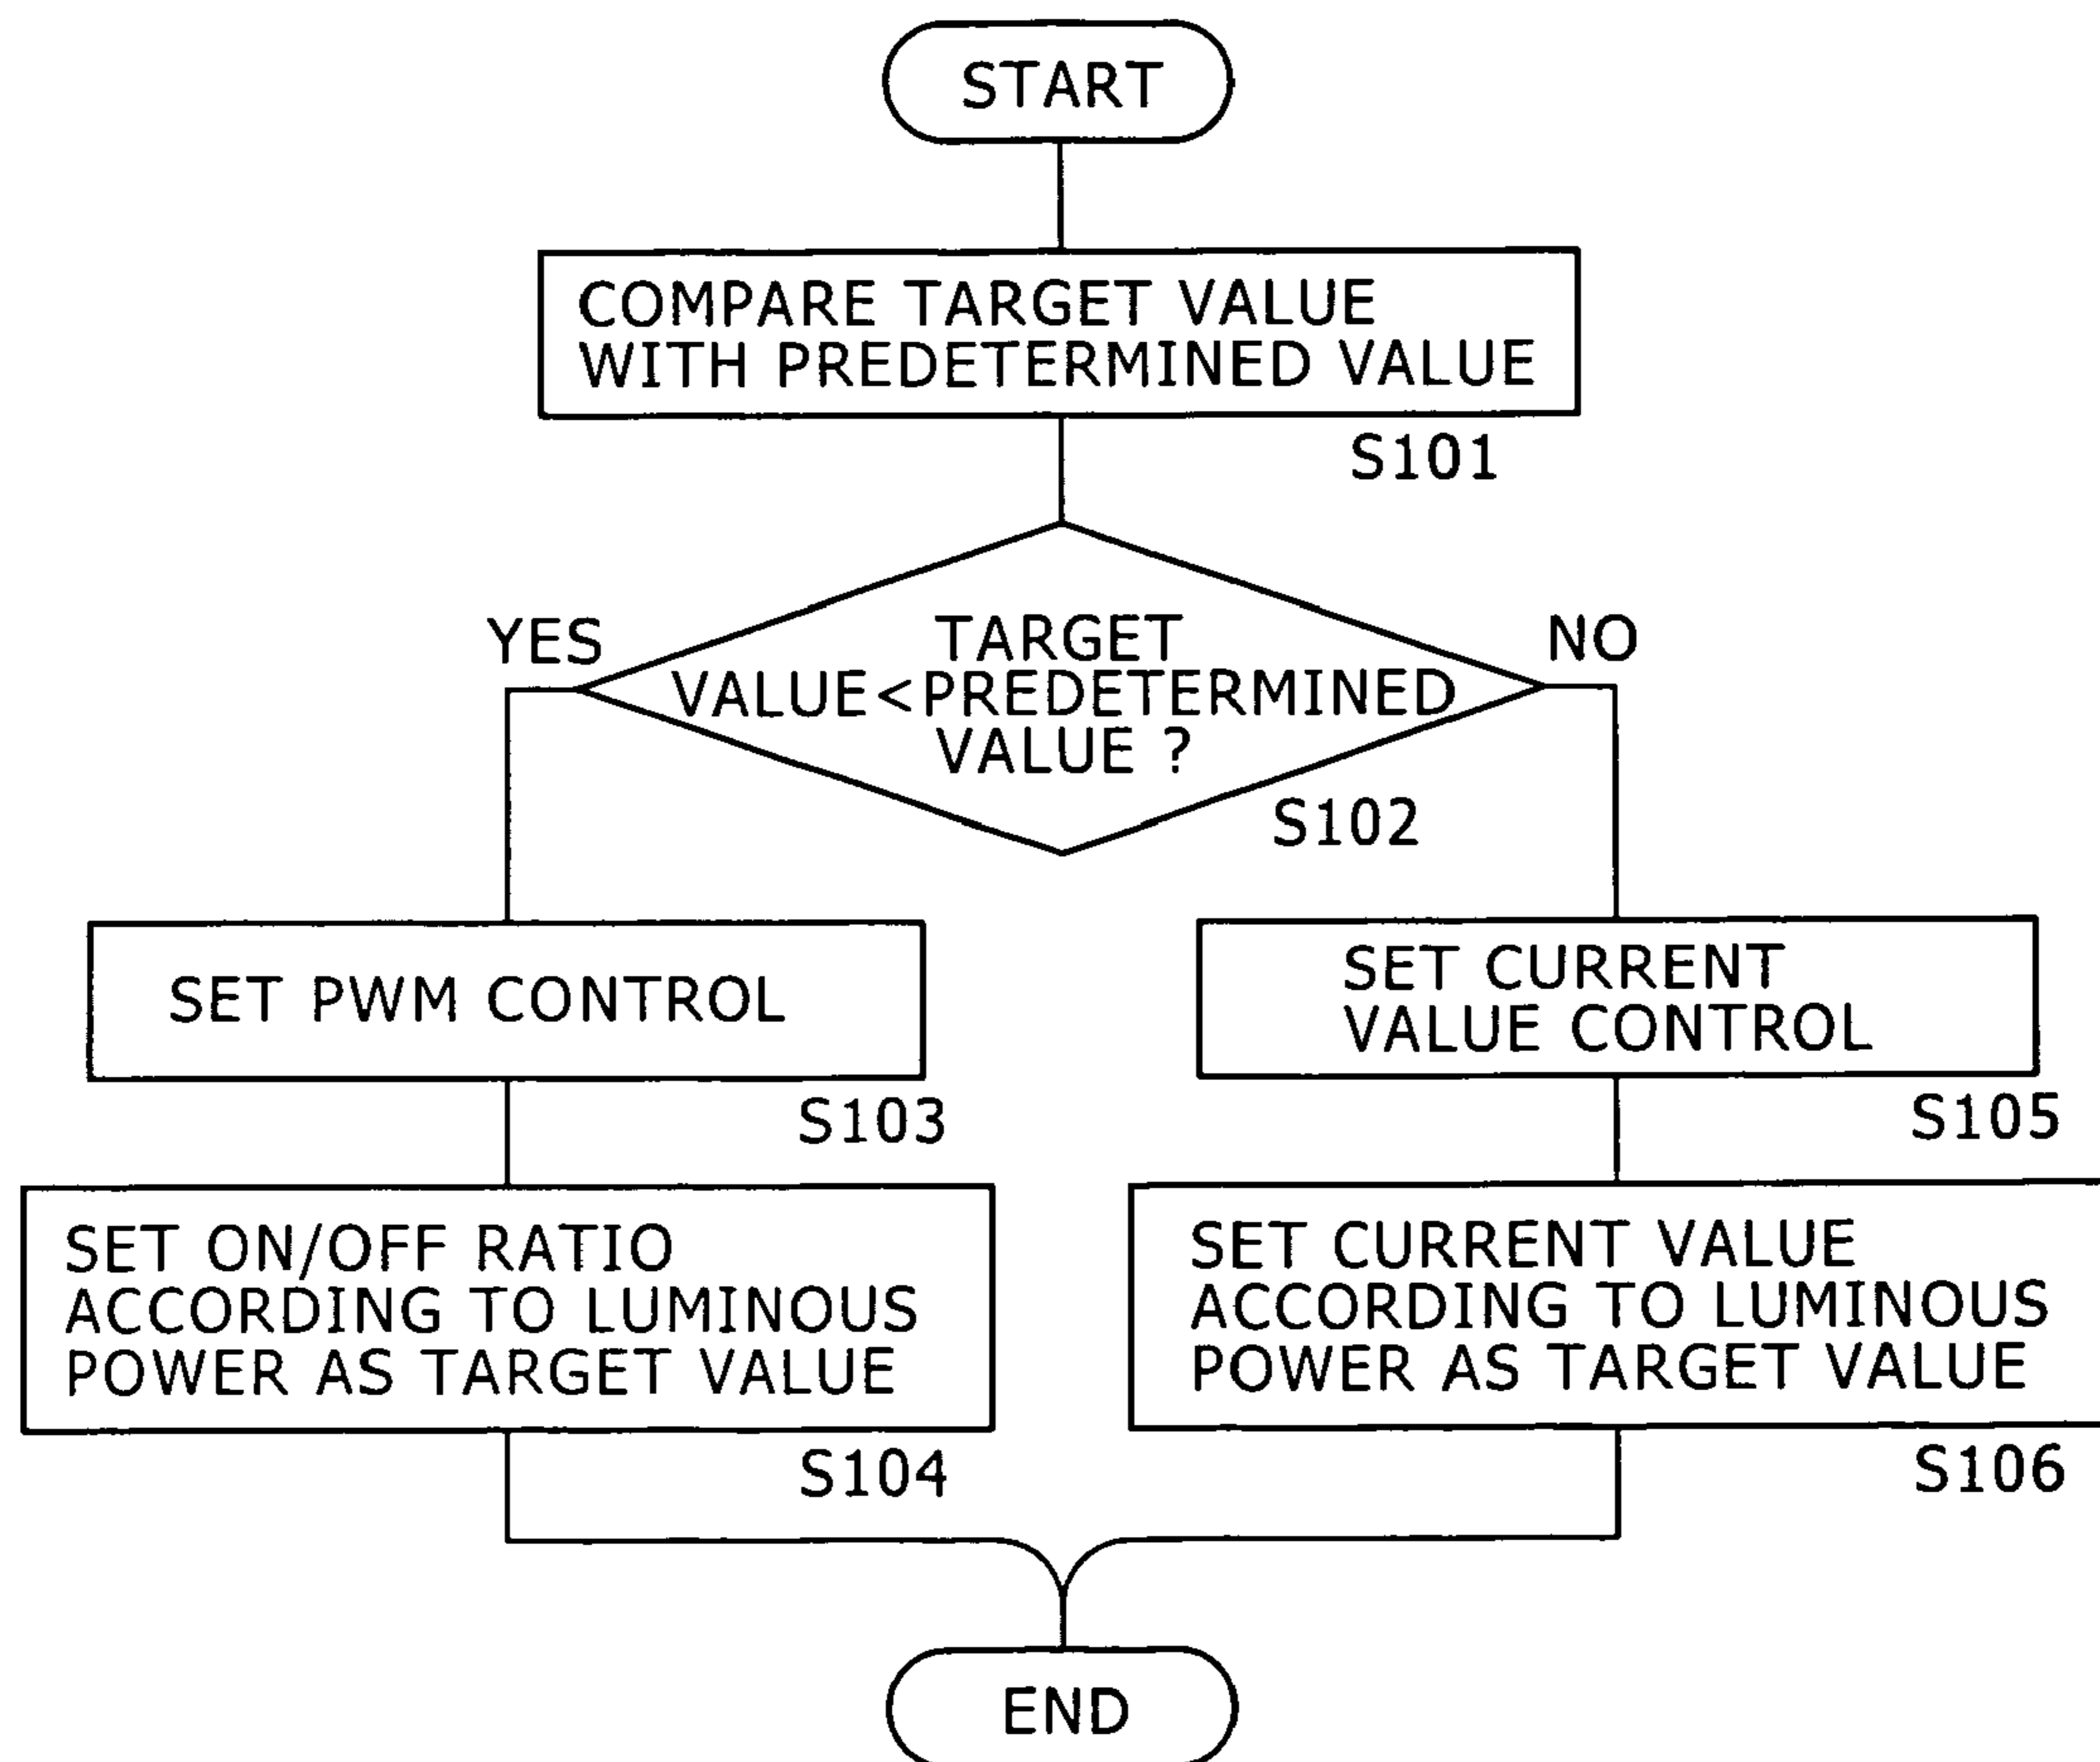 START
COMPARE TARGET VALUE
WITH PREDETERMINED VALUE
S101
TARGET
VALUE<PREDETERMINED
VALUE ?
YES
NO
S102
SET PWM CONTROL
S103
SET ON/OFF RATIO
ACCORDING TO LUMINOUS
POWER AS TARGET VALUE
S104
SET CURRENT
VALUE CONTROL
S105
SET CURRENT VALUE
ACCORDING TO LUMINOUS
POWER AS TARGET VALUE
S106
END